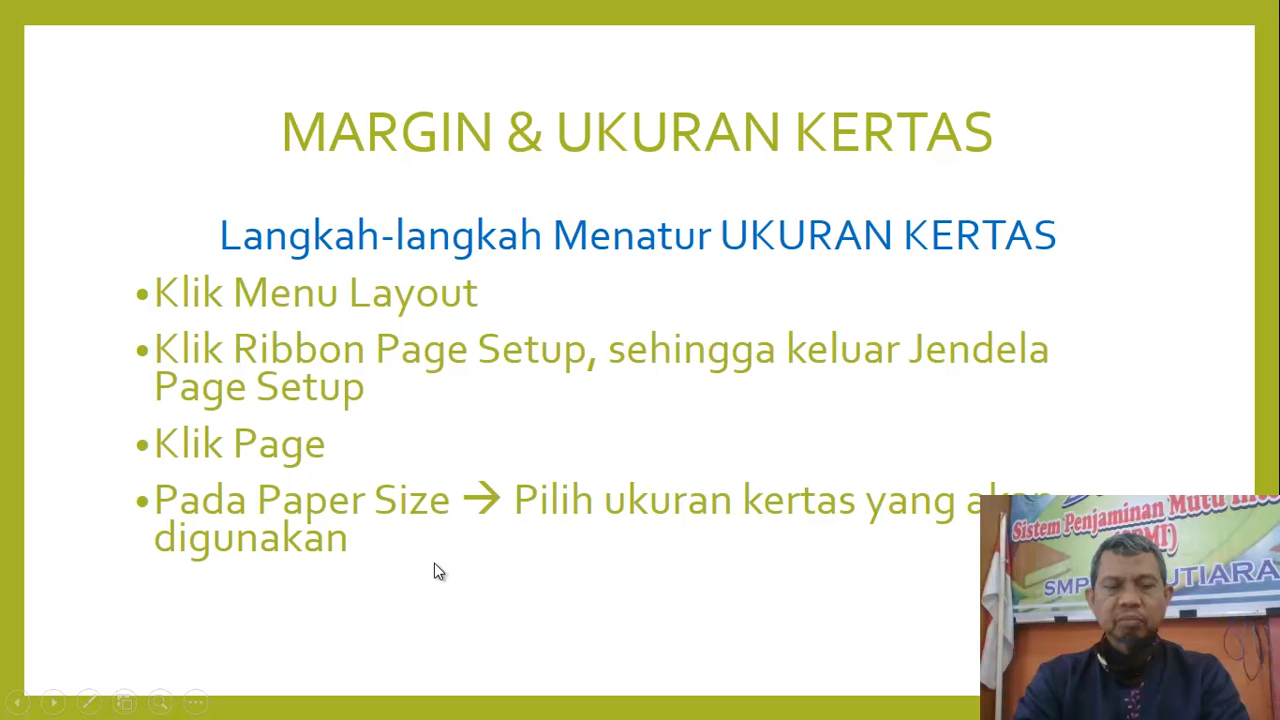 MARGIN & UKURAN KERTAS
Langkah-langkah Menatur UKURAN KERTAS
•Klik Menu Layout
•Klik Ribbon Page Setup, sehingga keluar Jendela
Page Setup
•Klik Page
•Pada Paper Size → Pilih ukuran kertas yang akan
digunakan
Sistem Penjaminan Mutu
SMP